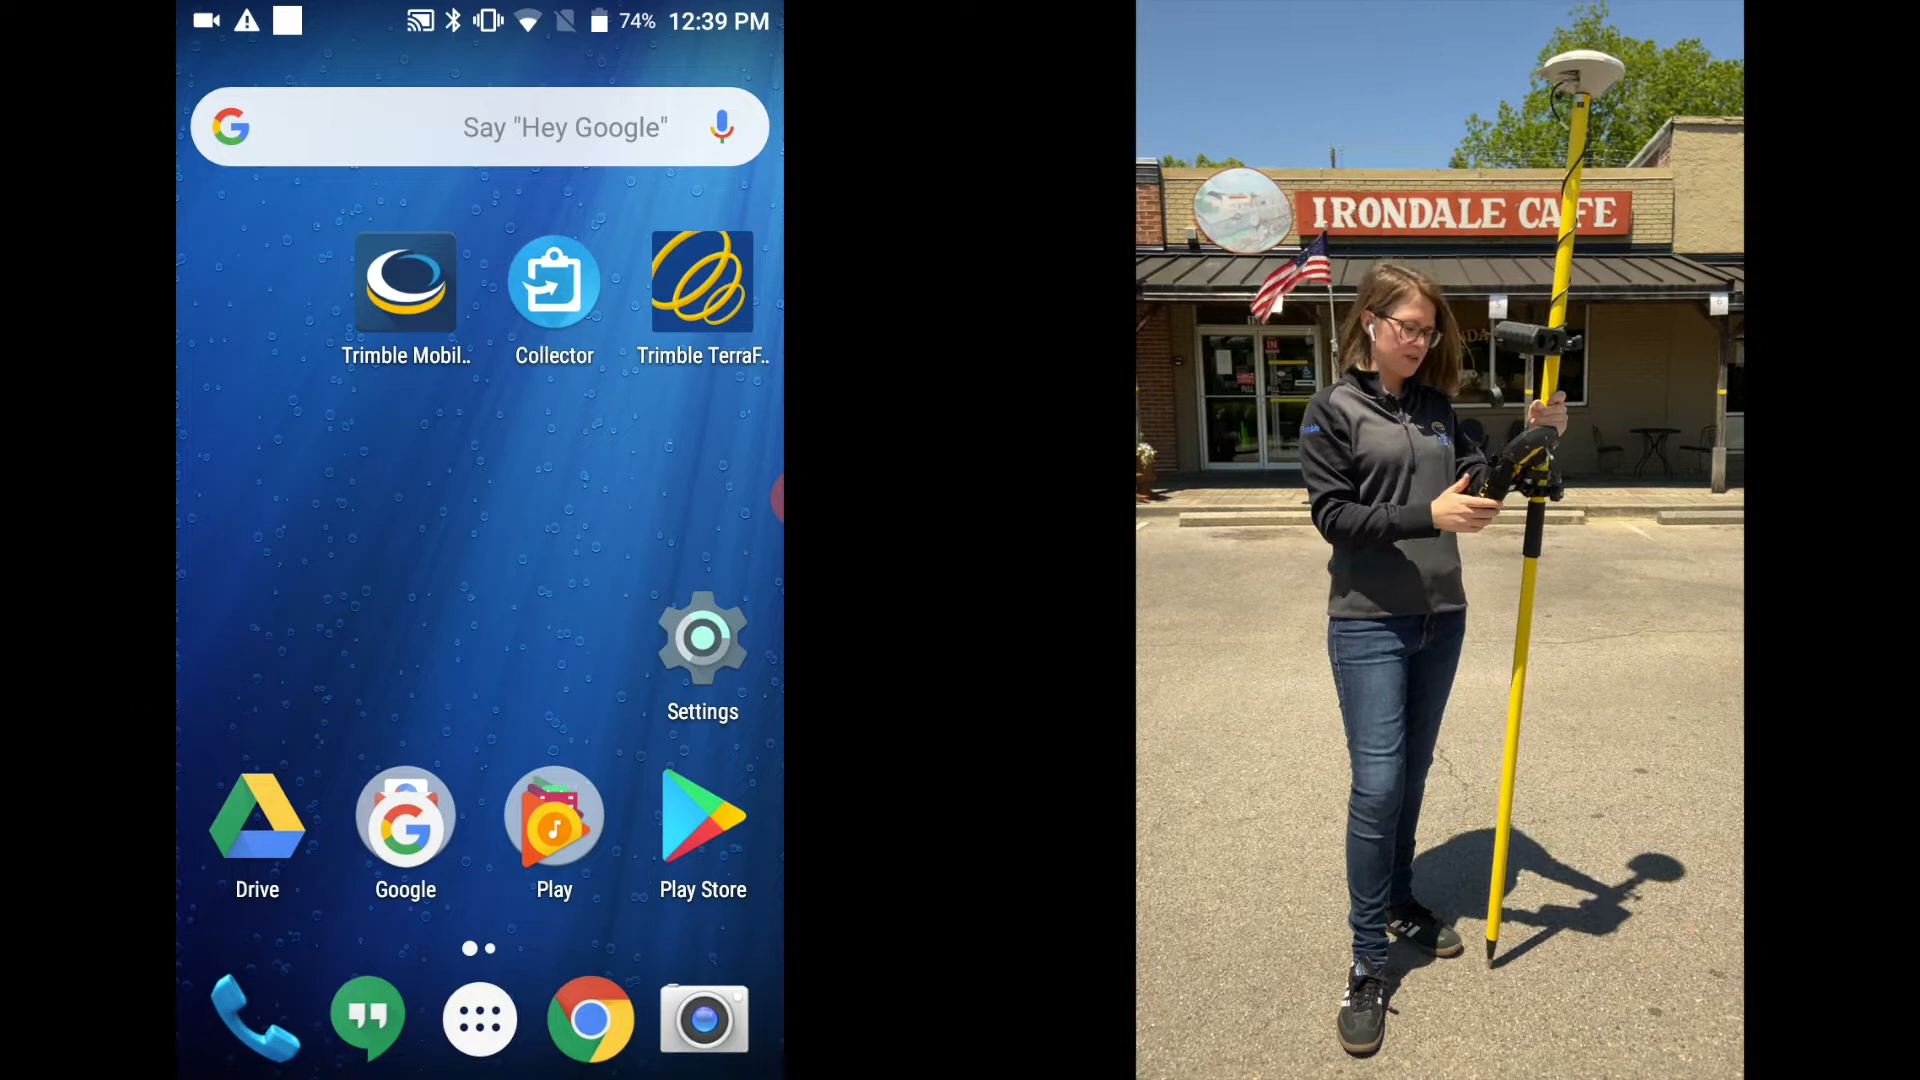 74% 12:39 PM
Say "Hey Google"
Trimble Mobil..
Collector
Trimble TerraF..
Settings
Drive
Google
Play
Play Store
IRONDALE CAFE
IN